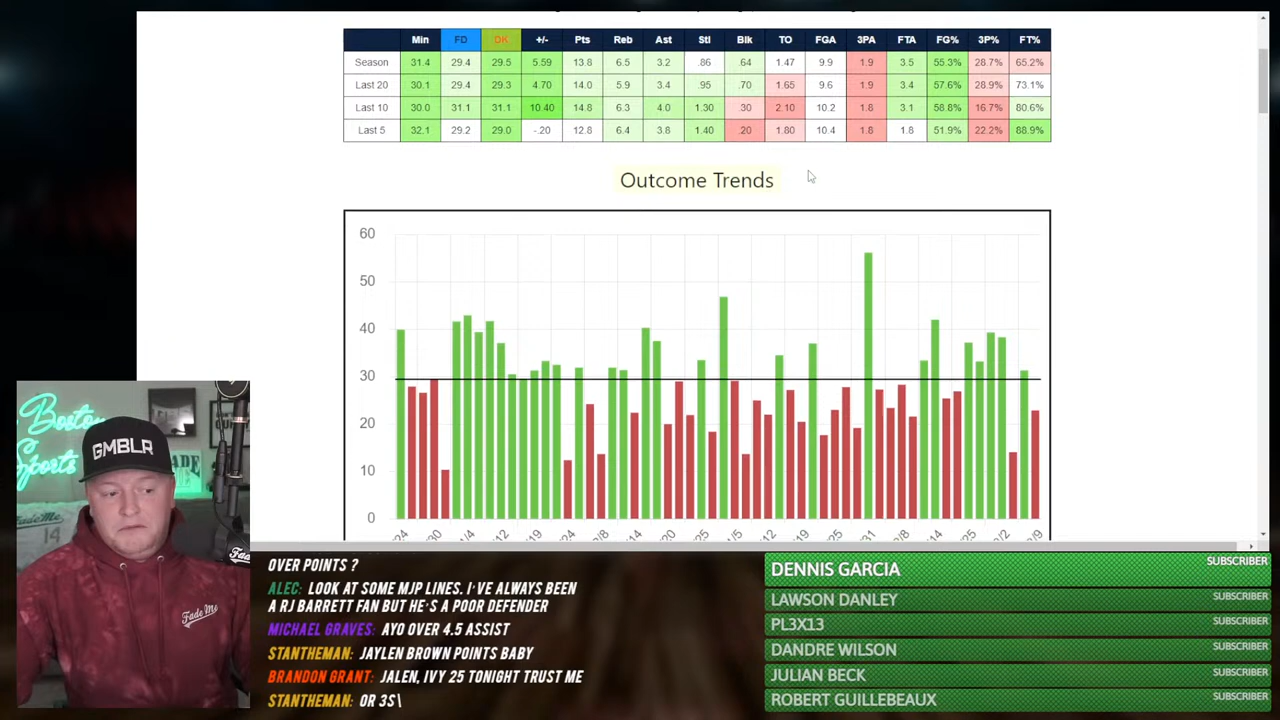 Min FD DK +/- Pts Reb Ast Stl Blk TO FGA 3PA FTA FG% 3P% FT%
Season 31.4 29.4 29.5 5.59 13.8 6.5 3.2 .86 .64 1.47 9.9 1.9 3.5 55.3% 28.7% 65.2%
Last 20 30.1 29.4 29.3 4.70 14.0 5.9 3.4 .95 .70 1.65 9.6 1.9 3.4 57.6% 28.9% 73.1%
Last 10 30.0 31.1 31.1 10.40 14.8 6.3 4.0 1.30 .30 2.10 10.2 1.8 3.1 58.8% 16.7% 80.6%
Last 5 32.1 29.2 29.0 -.20 12.8 6.4 3.8 1.40 .20 1.80 10.4 1.8 1.8 51.9% 22.2% 88.9%
Outcome Trends
60
50
40
30
20
10
0
Boston
Sports
GMBLR
FADE
FadeMe
14
Fade Me
OVER POINTS ?
ALEC: LOOK AT SOME MJP LINES. I'VE ALWAYS BEEN
A RJ BARRETT FAN BUT HE'S A POOR DEFENDER
MICHAEL GRAVES: AYO OVER 4.5 ASSIST
STANTHEMAN: JAYLEN BROWN POINTS BABY
BRANDON GRANT: JALEN, IVY 25 TONIGHT TRUST ME
STANTHEMAN: OR 3S\
DENNIS GARCIA SUBSCRIBER
LAWSON DANLEY SUBSCRIBER
PL3X13 SUBSCRIBER
DANDRE WILSON SUBSCRIBER
JULIAN BECK SUBSCRIBER
ROBERT GUILLEBEAUX SUBSCRIBER